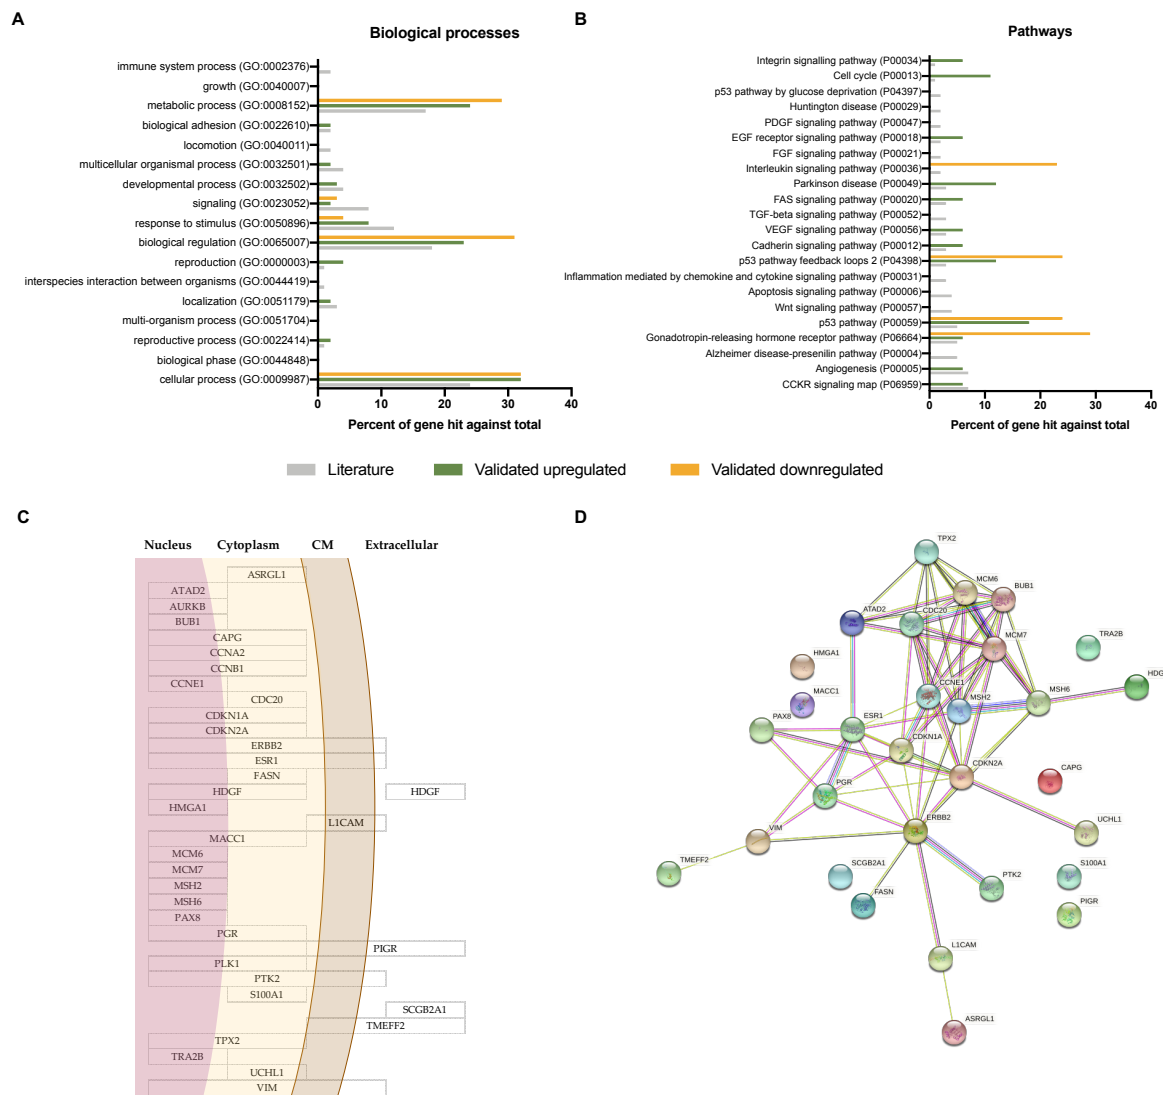 A
Biological processes
immune system process (GO:0002376)
growth (GO:0040007)
metabolic process (GO:0008152)
biological adhesion (GO:0022610)
locomotion (GO:0040011)
multicellular organismal process (GO:0032501)
developmental process (GO:0032502)
signaling (GO:0023052)
response to stimulus (GO:0050896)
biological regulation (GO:0065007)
reproduction (GO:0000003)
interspecies interaction between organisms (GO:0044419)
localization (GO:0051179)
multi-organism process (GO:0051704)
reproductive process (GO:0022414)
biological phase (GO:0044848)
cellular process (GO:0009987)
0 10 20 30 40
Percent of gene hit against total
B
Pathways
Integrin signalling pathway (P00034)
Cell cycle (P00013)
p53 pathway by glucose deprivation (P04397)
Huntington disease (P00029)
PDGF signaling pathway (P00047)
EGF receptor signaling pathway (P00018)
FGF signaling pathway (P00021)
Interleukin signaling pathway (P00036)
Parkinson disease (P00049)
FAS signaling pathway (P00020)
TGF-beta signaling pathway (P00052)
VEGF signaling pathway (P00056)
Cadherin signaling pathway (P00012)
p53 pathway feedback loops 2 (P04398)
Inflammation mediated by chemokine and cytokine signaling pathway (P00031)
Apoptosis signaling pathway (P00006)
Wnt signaling pathway (P00057)
p53 pathway (P00059)
Gonadotropin-releasing hormone receptor pathway (P06664)
Alzheimer disease-presenilin pathway (P00004)
Angiogenesis (P00005)
CCKR signaling map (P06959)
0 10 20 30 40
Percent of gene hit against total
Literature Validated upregulated Validated downregulated
C
Nucleus Cytoplasm CM Extracellular
ASRGL1
ATAD2
AURKB
BUB1
CAPG
CCNA2
CCNB1
CCNE1
CDC20
CDKN1A
CDKN2A
ERBB2
ESR1
FASN
HDGF HDGF
HMGA1
L1CAM
MACC1
MCM6
MCM7
MSH2
MSH6
PAX8
PGR
PIGR
PLK1
PTK2
S100A1
SCGB2A1
TMEFF2
TPX2
TRA2B
UCHL1
VIM
D
TPX2
MCM6
BUB1
ATAD2
CDC20
MCM7
TRA2B
HMGA1
HDG
CCNE1
MSH2
MSH6
MACC1
PAX8
ESR1
CDKN1A
CDKN2A
CAPG
PGR
ERBB2
UCHL1
VIM
TMEFF2
SCGB2A1
FASN
PTK2
S100A1
PIGR
L1CAM
ASRGL1